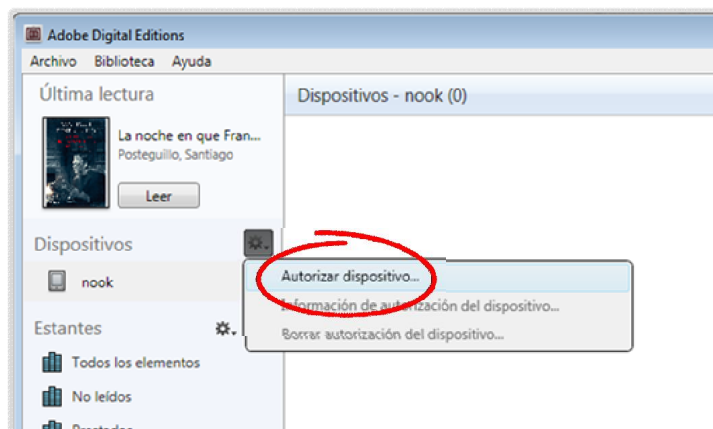 Adobe Digital Editions
Archivo Biblioteca Ayuda
Última lectura
La noche en que Fran...
Posteguillo, Santiago
Leer
Dispositivos - nook (0)
Dispositivos
nook
Autorizar dispositivo...
Información de autorización del dispositivo...
Borrar autorización del dispositivo...
Estantes
Todos los elementos
No leídos
Prestados